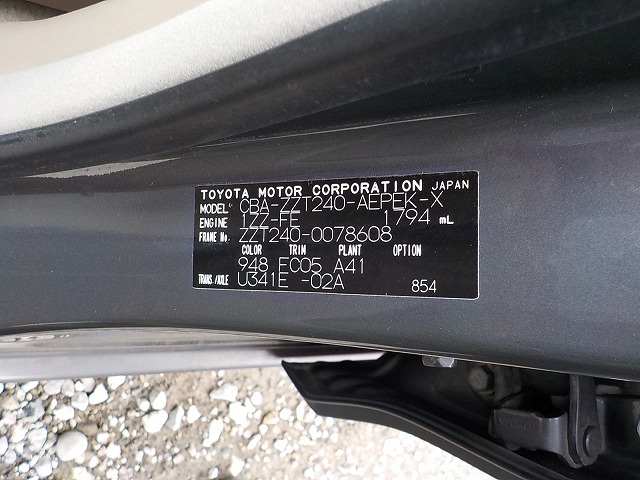 TOYOTA MOTOR CORPORATION JAPAN
MODEL CBA-ZZT240-AEPEK-X
ENGINE 1ZZ-FE 1794 mL
FRAME No. ZZT240-0078608
COLOR TRIM PLANT OPTION
948 FC05 A41
TRANS/AXLE U341E -02A 854